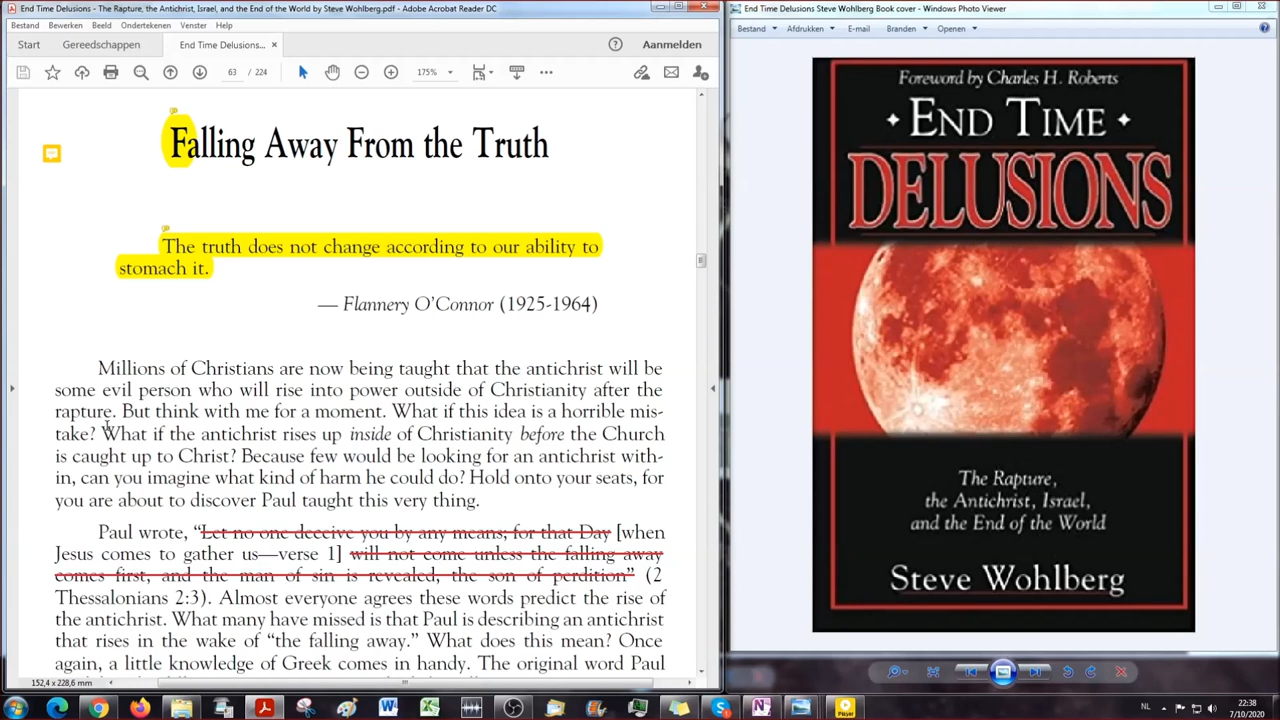 End Time Delusions - The Rapture, the Antichrist, Israel, and the End of the World by Steve Wohlberg.pdf - Adobe Acrobat Reader DC
Bestand Bewerken Beeld Ondertekenen Venster Help
Start Gereedschappen End Time Delusions... × Aanmelden
63 / 224 175%
Falling Away From the Truth
The truth does not change according to our ability to
stomach it.
— Flannery O'Connor (1925-1964)
Millions of Christians are now being taught that the antichrist will be
some evil person who will rise into power outside of Christianity after the
rapture. But think with me for a moment. What if this idea is a horrible mis-
take? What if the antichrist rises up inside of Christianity before the Church
is caught up to Christ? Because few would be looking for an antichrist with-
in, can you imagine what kind of harm he could do? Hold onto your seats, for
you are about to discover Paul taught this very thing.
Paul wrote, “Let no one deceive you by any means; for that Day [when
Jesus comes to gather us—verse 1] will not come unless the falling away
comes first, and the man of sin is revealed, the son of perdition” (2
Thessalonians 2:3). Almost everyone agrees these words predict the rise of
the antichrist. What many have missed is that Paul is describing an antichrist
that rises in the wake of “the falling away.” What does this mean? Once
again, a little knowledge of Greek comes in handy. The original word Paul
152,4 x 228,6 mm
End Time Delusions Steve Wohlberg Book cover - Windows Photo Viewer
Bestand Afdrukken E-mail Branden Openen
Foreword by Charles H. Roberts
END TIME
DELUSIONS
The Rapture,
the Antichrist, Israel,
and the End of the World
Steve Wohlberg
Player
NL
22:38
7/10/2020